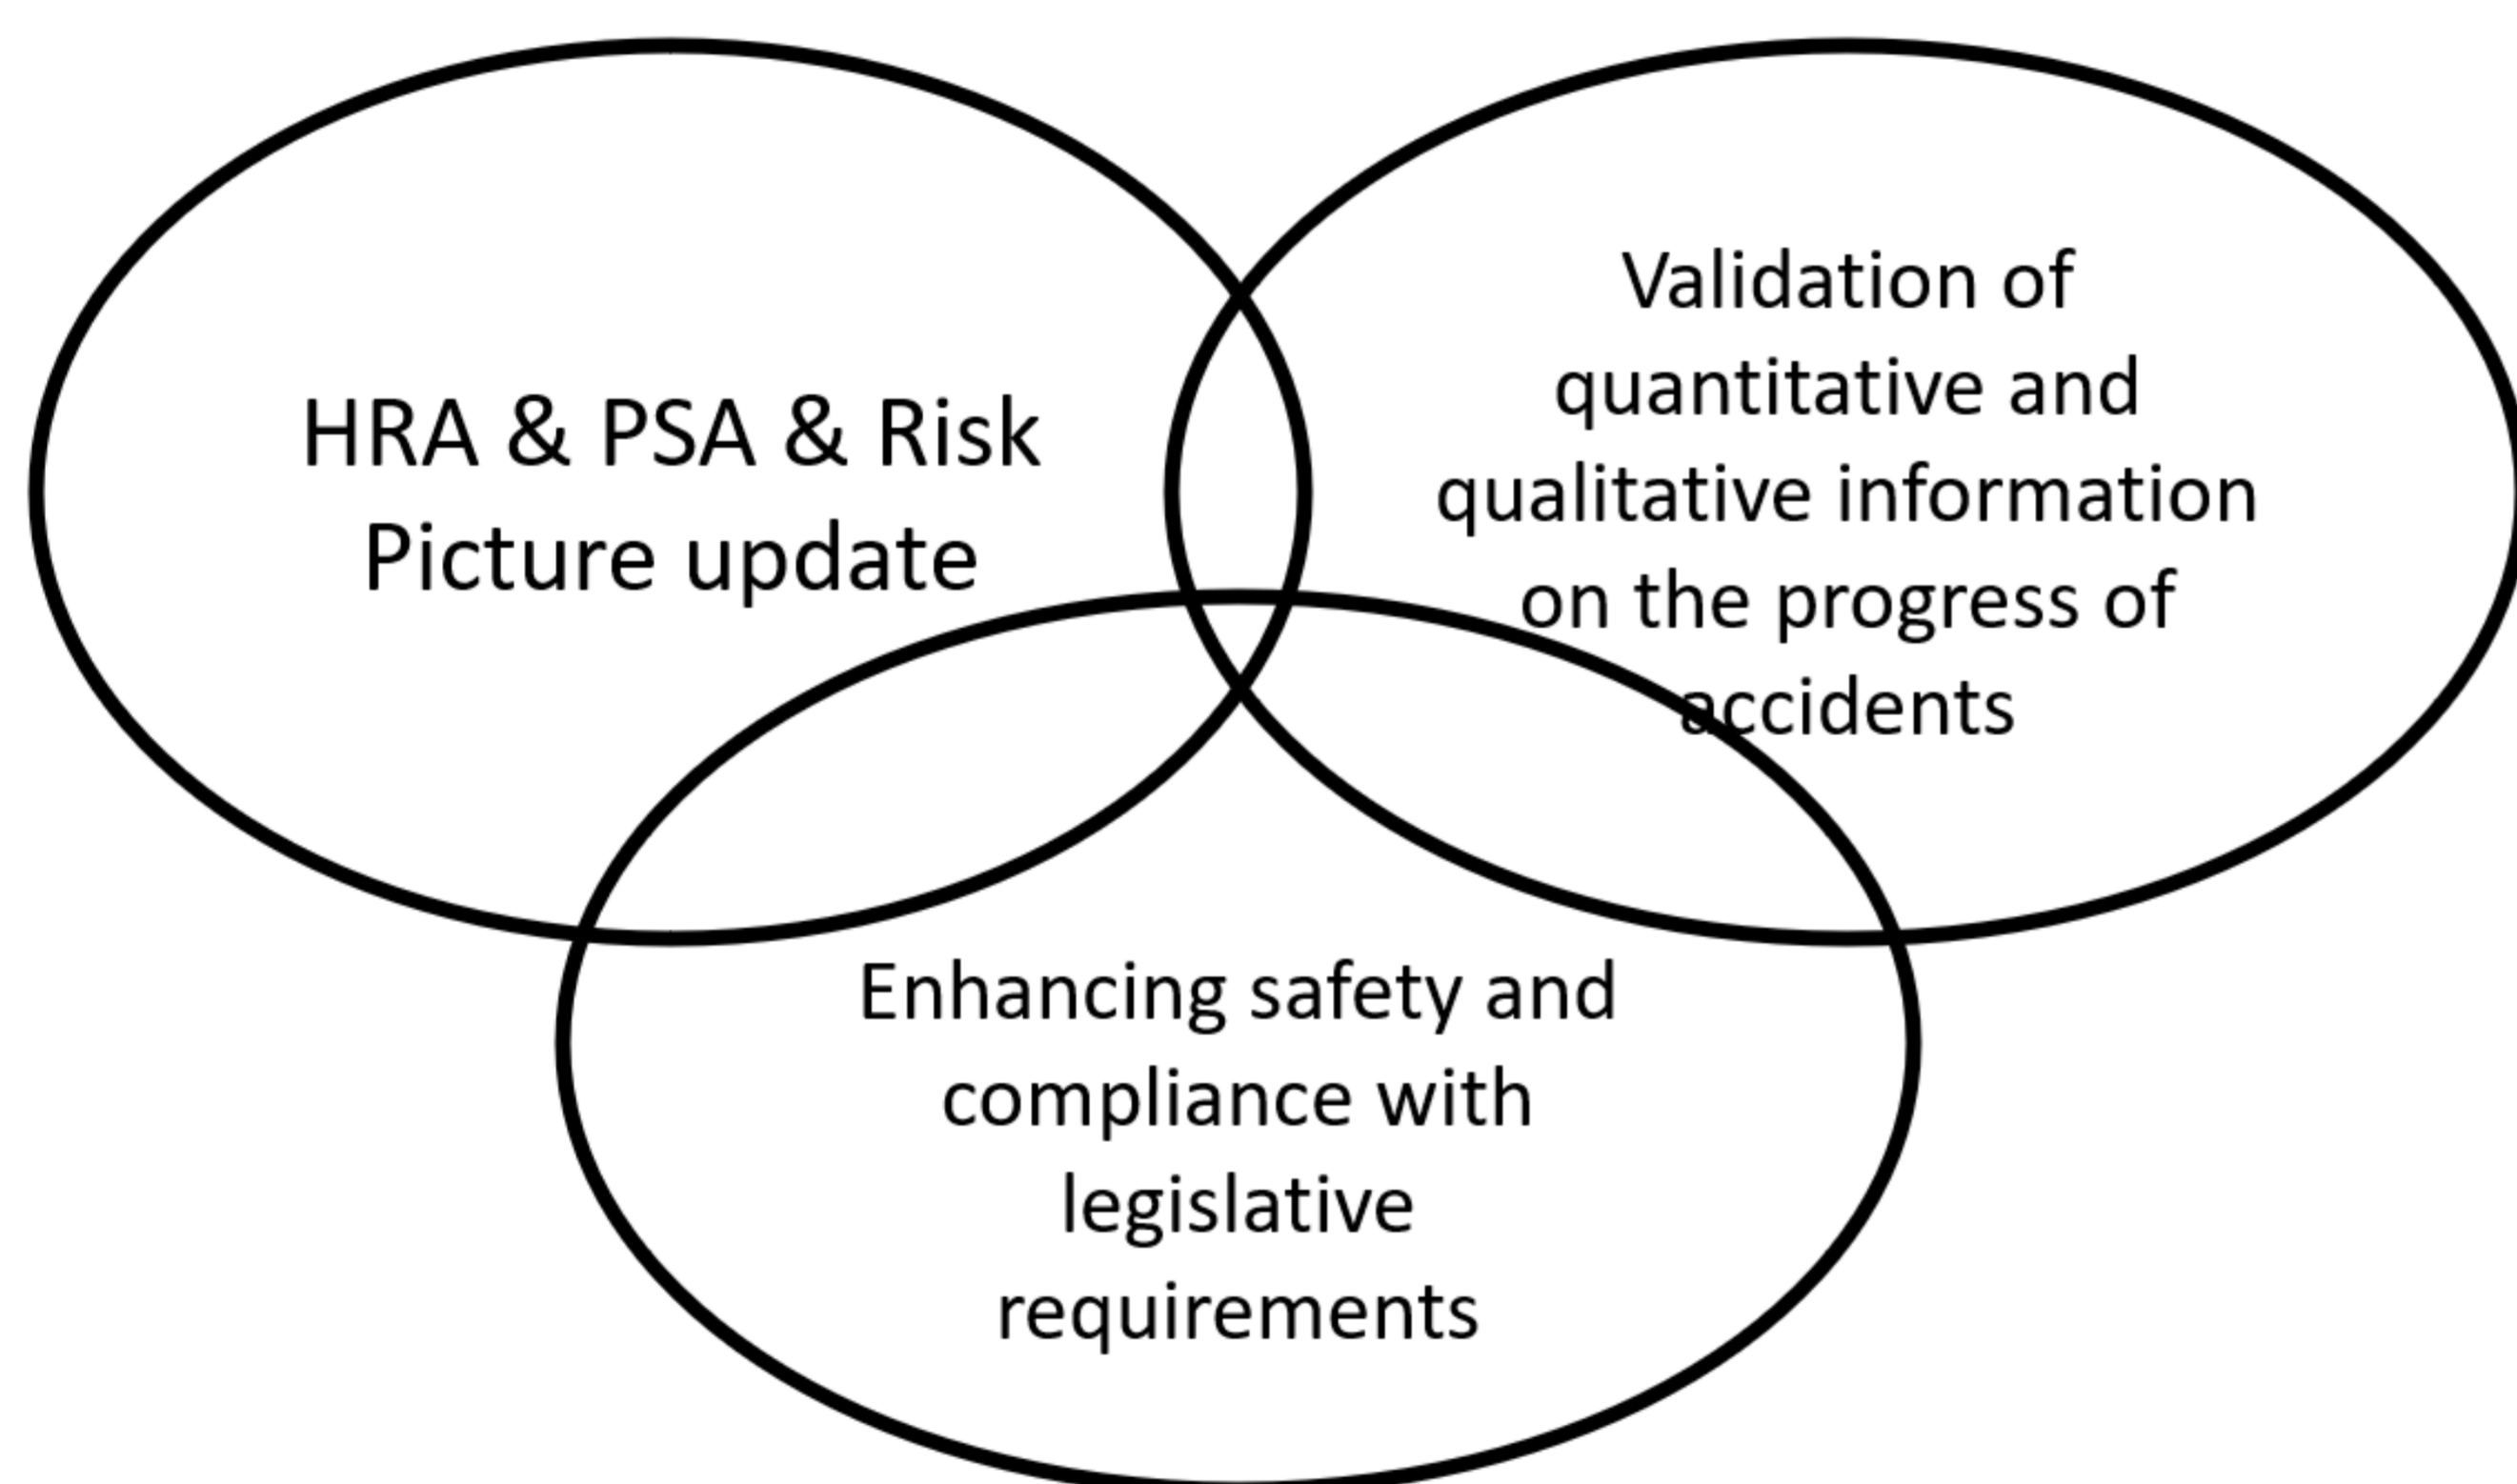 HRA & PSA & Risk
Picture update
Validation of
quantitative and
qualitative information
on the progress of
accidents
Enhancing safety and
compliance with
legislative
requirements